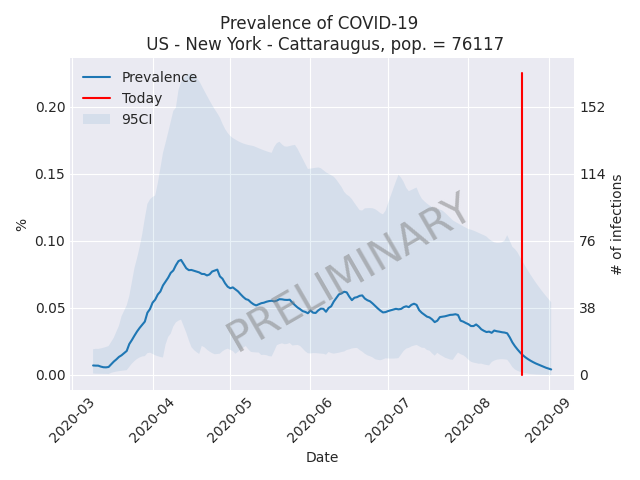 Prevalence of COVID-19
US - New York - Cattaraugus, pop. = 76117
Prevalence
Today
95CI
0.20
0.15
0.10
0.05
0.00
%
152
114
76
38
0
# of infections
PRELIMINARY
2020-03
2020-04
2020-05
2020-06
2020-07
2020-08
2020-09
Date